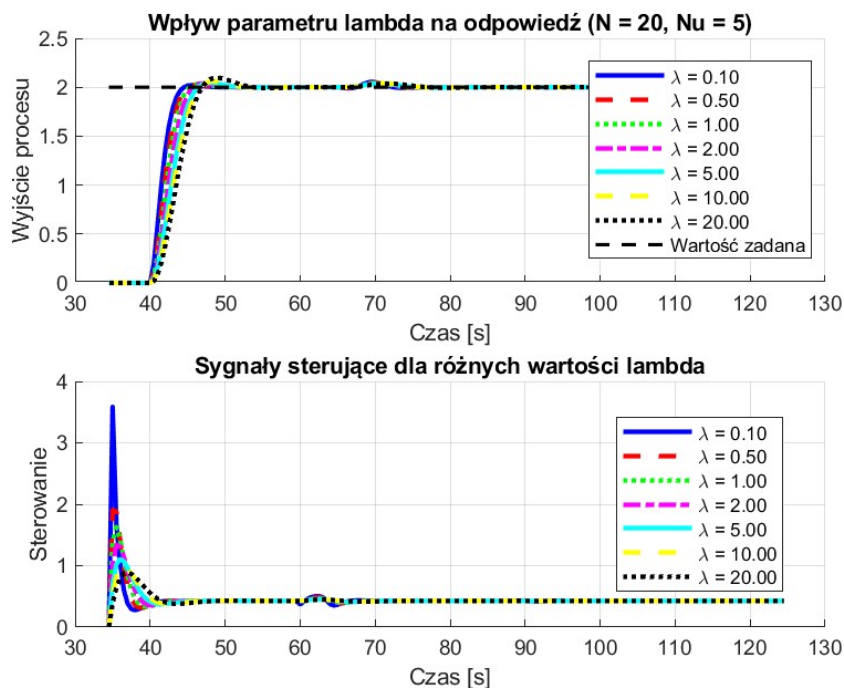 Wpływ parametru lambda na odpowiedź (N = 20, Nu = 5)
2.5
2
1.5
1
0.5
0
Wyjście procesu
λ = 0.10
λ = 0.50
λ = 1.00
λ = 2.00
λ = 5.00
λ = 10.00
λ = 20.00
Wartość zadana
30 40 50 60 70 80 90 100 110 120 130
Czas [s]
Sygnały sterujące dla różnych wartości lambda
4
3
2
1
0
Sterowanie
λ = 0.10
λ = 0.50
λ = 1.00
λ = 2.00
λ = 5.00
λ = 10.00
λ = 20.00
30 40 50 60 70 80 90 100 110 120 130
Czas [s]